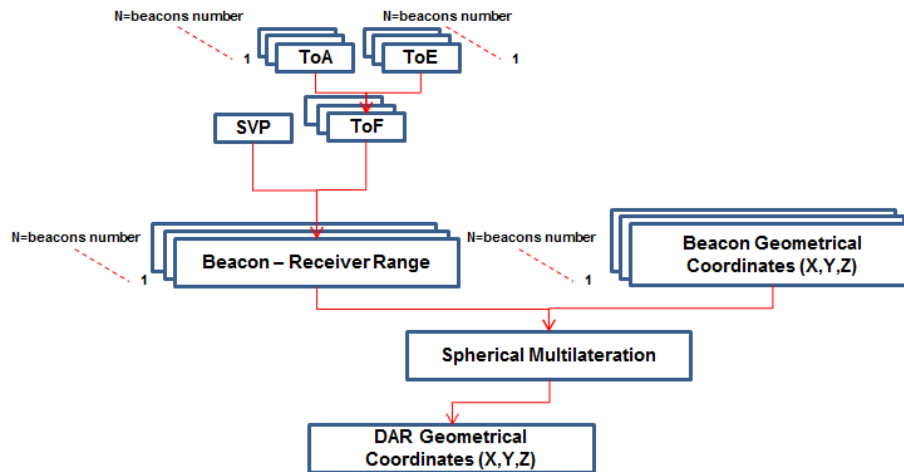 N=beacons number
1
ToA
ToE
N=beacons number
1
SVP
ToF
N=beacons number
1
Beacon – Receiver Range
N=beacons number
1
Beacon Geometrical
Coordinates (X,Y,Z)
Spherical Multilateration
DAR Geometrical
Coordinates (X,Y,Z)